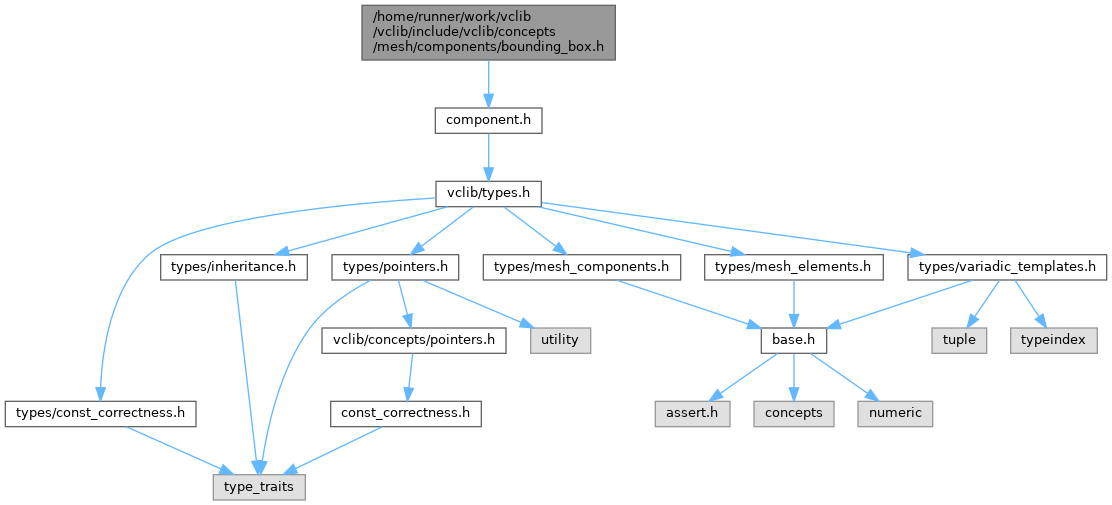 /home/runner/work/vclib
/vclib/include/vclib/concepts
/mesh/components/bounding_box.h
component.h
vclib/types.h
types/inheritance.h
types/pointers.h
types/mesh_components.h
types/mesh_elements.h
types/variadic_templates.h
vclib/concepts/pointers.h
utility
base.h
tuple
typeindex
types/const_correctness.h
const_correctness.h
assert.h
concepts
numeric
type_traits